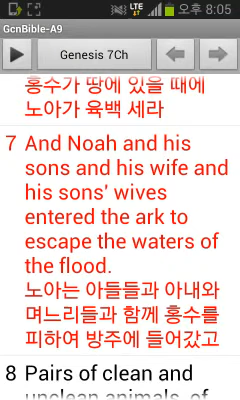 LTE
오후 8:05
GcnBible-A9
Genesis 7Ch
홍수가 땅에 있을 때에
노아가 육백 세라
7 And Noah and his
sons and his wife and
his sons' wives
entered the ark to
escape the waters of
the flood.
노아는 아들들과 아내와
며느리들과 함께 홍수를
피하여 방주에 들어갔고
8 Pairs of clean and
unclean animals, of